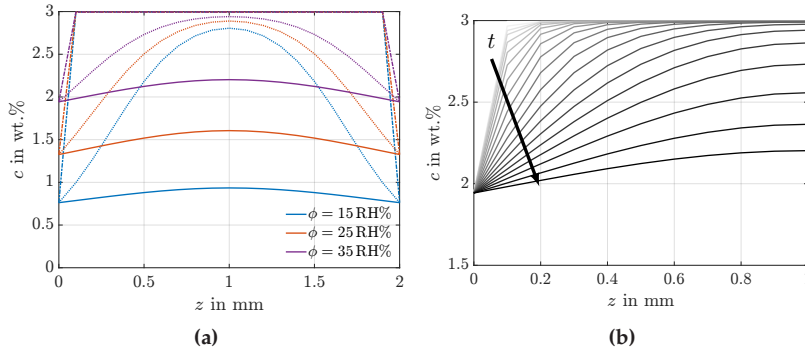 3
2.5
2
1.5
1
0.5
0
c in wt.%
0 0.5 1 1.5 2
z in mm
ϕ = 15 RH%
ϕ = 25 RH%
ϕ = 35 RH%
(a)
3
2.5
2
1.5
c in wt.%
t
0 0.2 0.4 0.6 0.8
z in mm
(b)